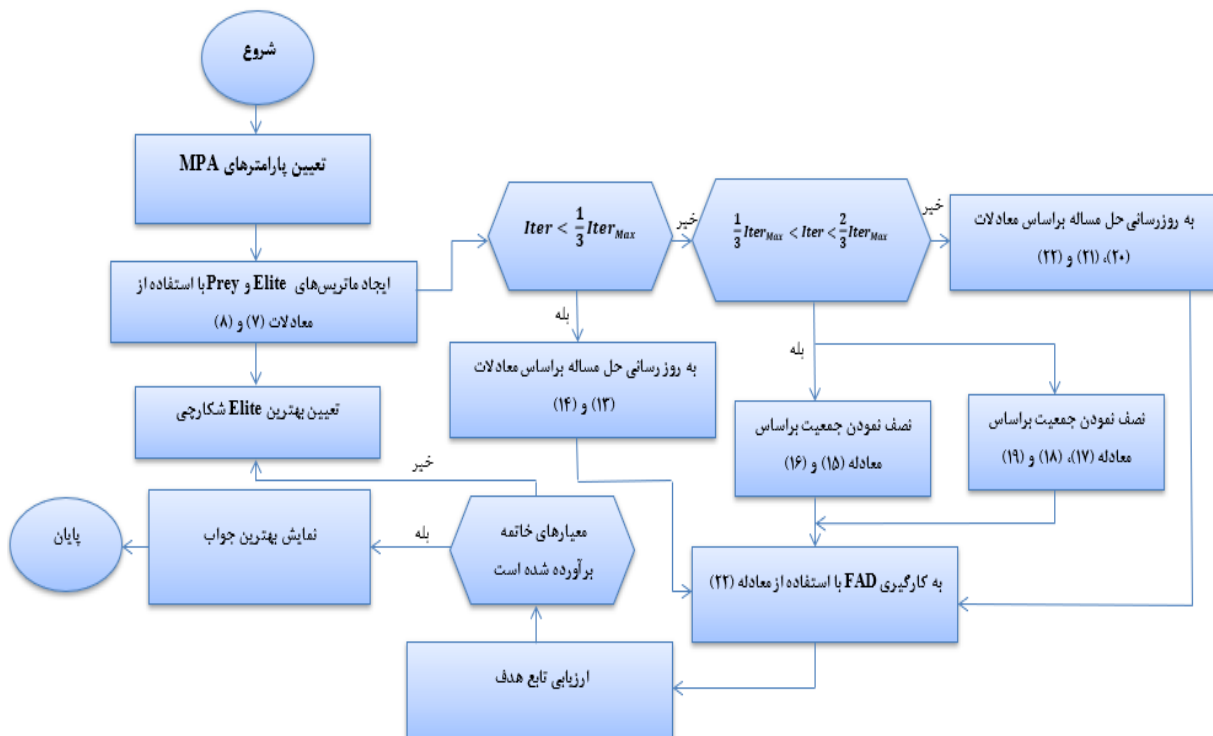 شروع
تعیین پارامترهای MPA
ایجاد ماتریس‌های Elite و Prey با استفاده از
معادلات (۷) و (۸)
تعیین بهترین Elite شکارچی
Iter < 1/3 Iter_Max
خیر
بله
1/3 Iter_Max < Iter < 2/3 Iter_Max
خیر
بله
به روزرسانی حل مساله براساس معادلات
(۲۰)، (۲۱) و (۲۲)
به روز رسانی حل مساله براساس معادلات
(۱۳) و (۱۴)
نصف نمودن جمعیت براساس
معادله (۱۵) و (۱۶)
نصف نمودن جمعیت براساس
معادله (۱۷)، (۱۸) و (۱۹)
به کارگیری FAD با استفاده از معادله (۲۲)
ارزیابی تابع هدف
معیارهای خاتمه
برآورده شده است
خیر
بله
نمایش بهترین جواب
پایان